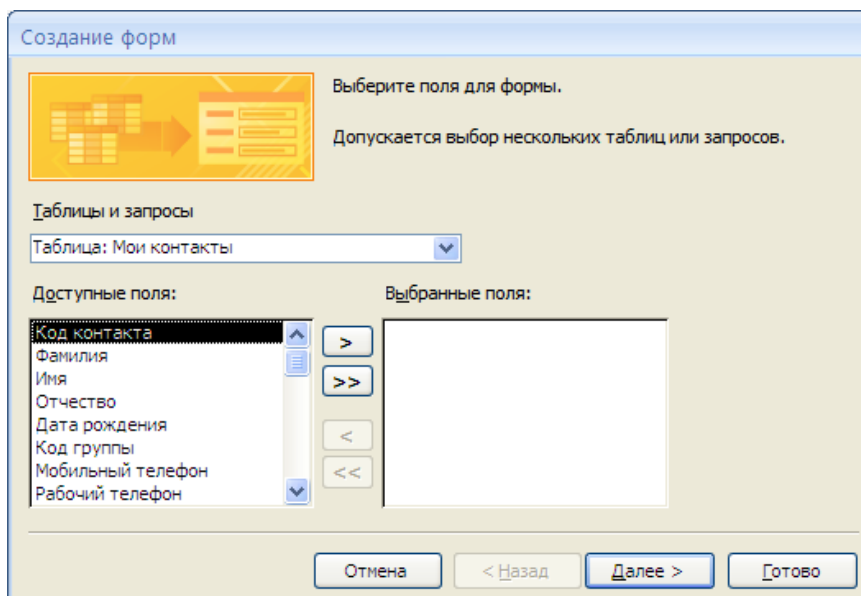 Создание форм
Выберите поля для формы.
Допускается выбор нескольких таблиц или запросов.
Таблицы и запросы
Таблица: Мои контакты
Доступные поля:
Выбранные поля:
Код контакта
Фамилия
Имя
Отчество
Дата рождения
Код группы
Мобильный телефон
Рабочий телефон
>
>>
<
<<
Отмена
< Назад
Далее >
Готово